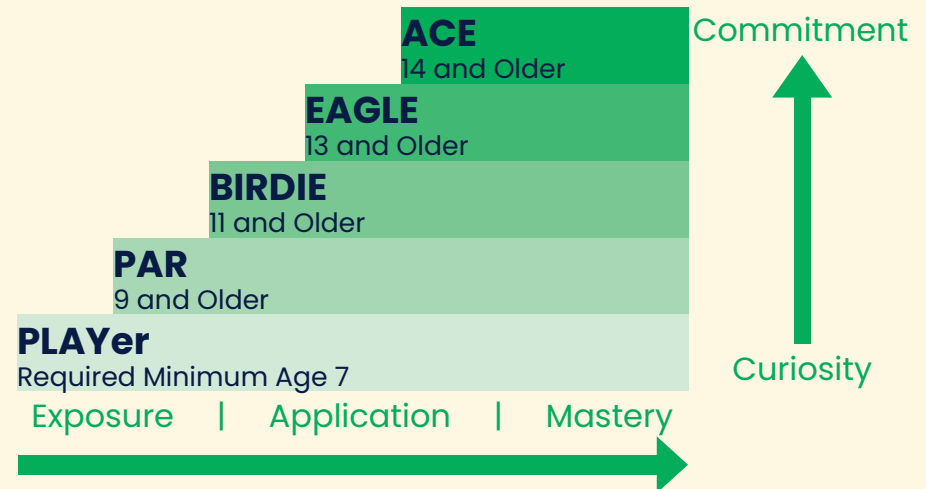 ACE
14 and Older
Commitment
EAGLE
13 and Older
BIRDIE
11 and Older
PAR
9 and Older
PLAYer
Required Minimum Age 7
Curiosity
Exposure | Application | Mastery